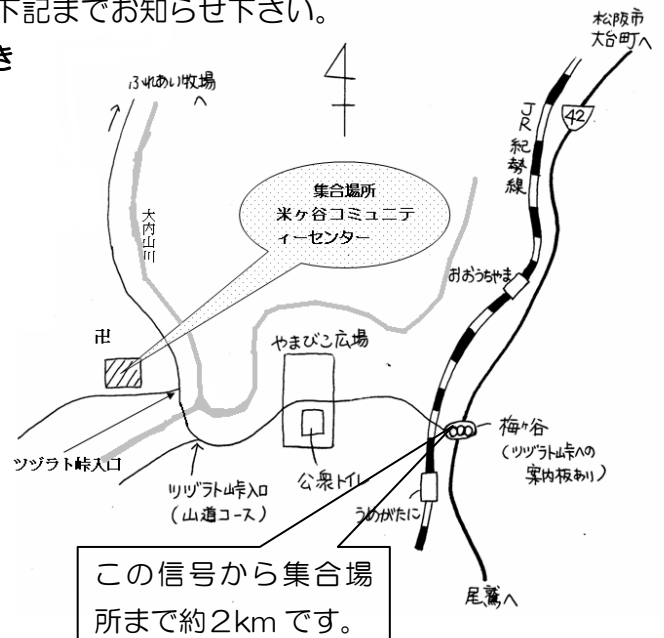 下記までお知らせ下さい。
き
松阪市
大台町へ
ふれあい牧場
へ
42
JR紀勢線
集合場所
米ヶ谷コミュニテ
ィーセンター
大内山川
おおうちやま
卍
やまびこ広場
梅ヶ谷
(ツヅラト峠への
案内板あり)
ツヅラト峠入口
ツヅラト峠入口
(山道コース)
公衆トイレ
うめがたに
この信号から集合場
所まで約2kmです。
尾鷲へ